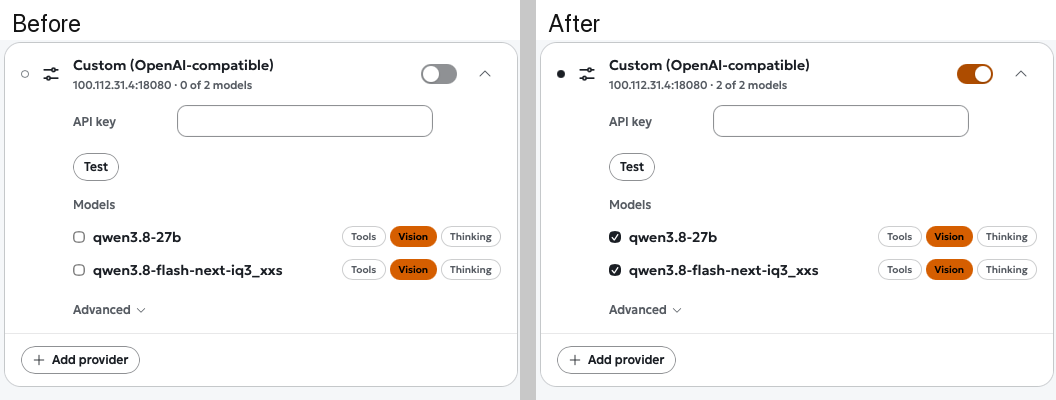 Before
Custom (OpenAI-compatible)
100.112.31.4:18080 · 0 of 2 models
API key
Test
Models
qwen3.8-27b Tools Vision Thinking
qwen3.8-flash-next-iq3_xxs Tools Vision Thinking
Advanced
+ Add provider
After
Custom (OpenAI-compatible)
100.112.31.4:18080 · 2 of 2 models
API key
Test
Models
qwen3.8-27b Tools Vision Thinking
qwen3.8-flash-next-iq3_xxs Tools Vision Thinking
Advanced
+ Add provider